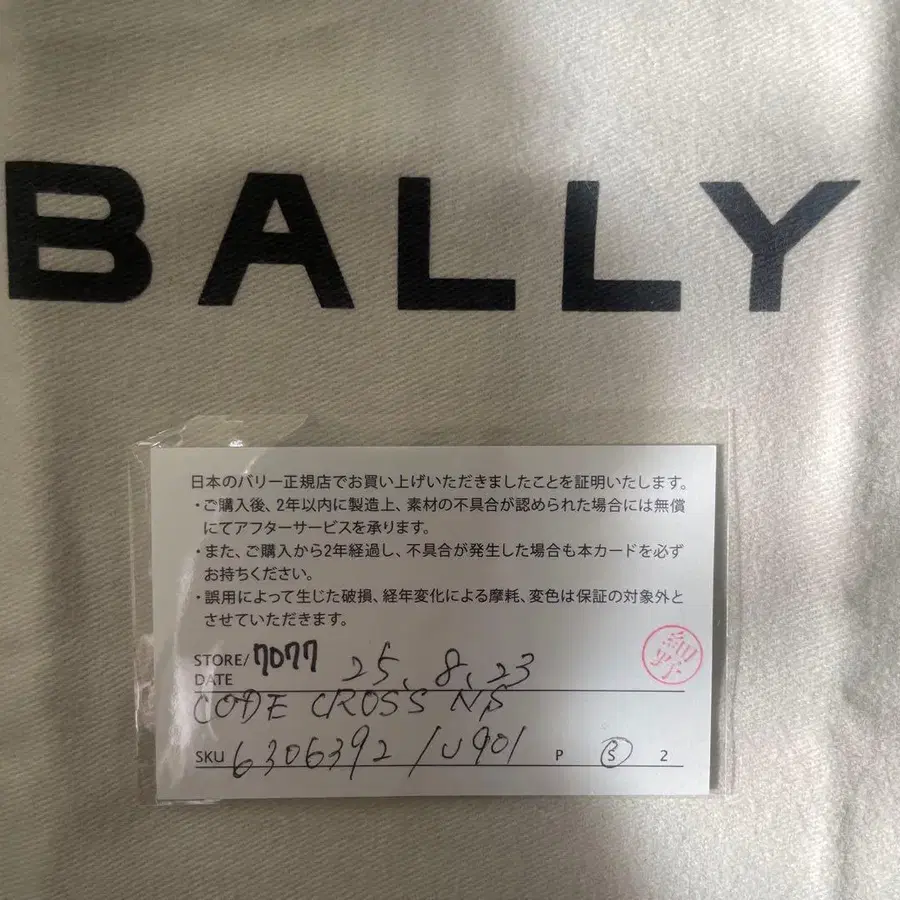 BALLY
日本のバリー正規店でお買い上げいただきましたことを証明いたします。
・ご購入後、2年以内に製造上、素材の不具合が認められた場合には無償
にてアフターサービスを承ります。
・また、ご購入から2年経過し、不具合が発生した場合も本カードを必ず
お持ちください。
・誤用によって生じた破損、経年変化による摩耗、変色は保証の対象外と
させていただきます。
STORE/ 7077 25.8.23
DATE
CODE CROSS NS
SKU 6306392/U901 P S 2